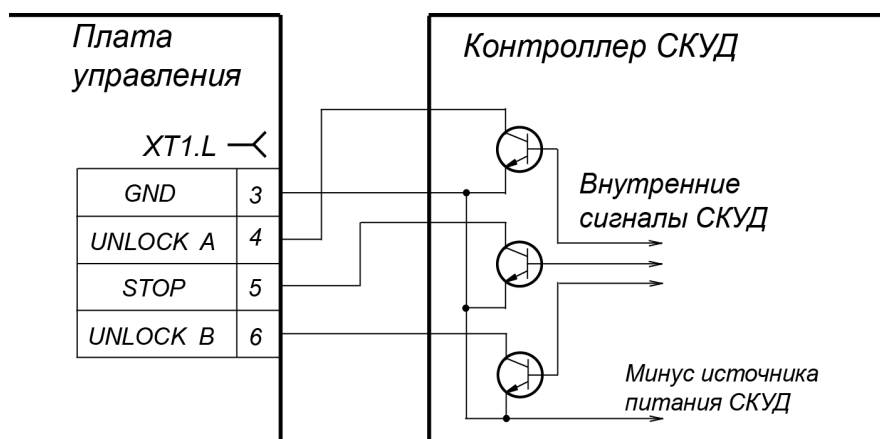 Плата
управления
Контроллер СКУД
XT1.L
GND 3
UNLOCK A 4
STOP 5
UNLOCK B 6
Внутренние
сигналы СКУД
Минус источника
питания СКУД